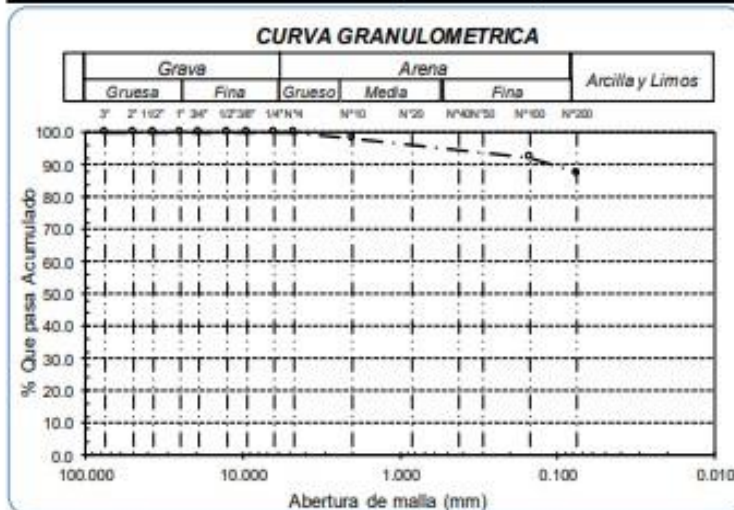 CURVA GRANULOMETRICA
Grava Arena Arcilla y Limos
Gruesa Fina Grueso Media Fina
3" 2" 1 1/2" 1" 3/4" 1/2" 3/8" 1/4" N°4 N°10 N°20 N°40 N°50 N°100 N°200
100.0
90.0
80.0
70.0
60.0
50.0
40.0
30.0
20.0
10.0
0.0
% Que pasa Acumulado
100.000 10.000 1.000 0.100 0.010
Abertura de malla (mm)